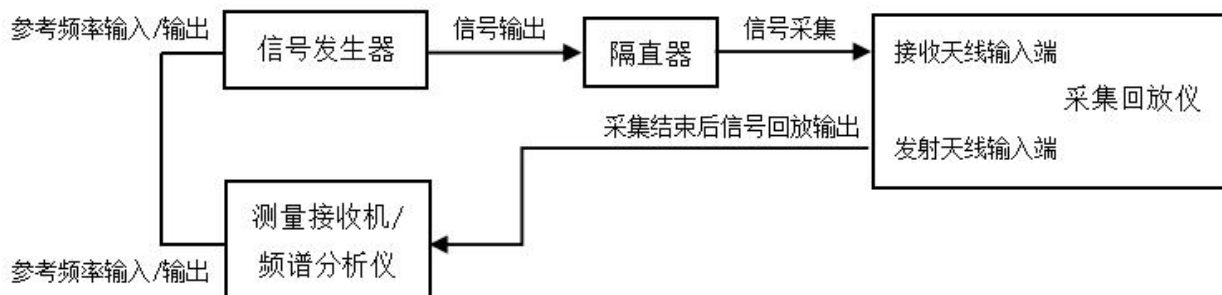 参考频率输入/输出
信号发生器
信号输出
隔直器
信号采集
接收天线输入端
采集回放仪
采集结束后信号回放输出
发射天线输入端
测量接收机/
频谱分析仪
参考频率输入/输出